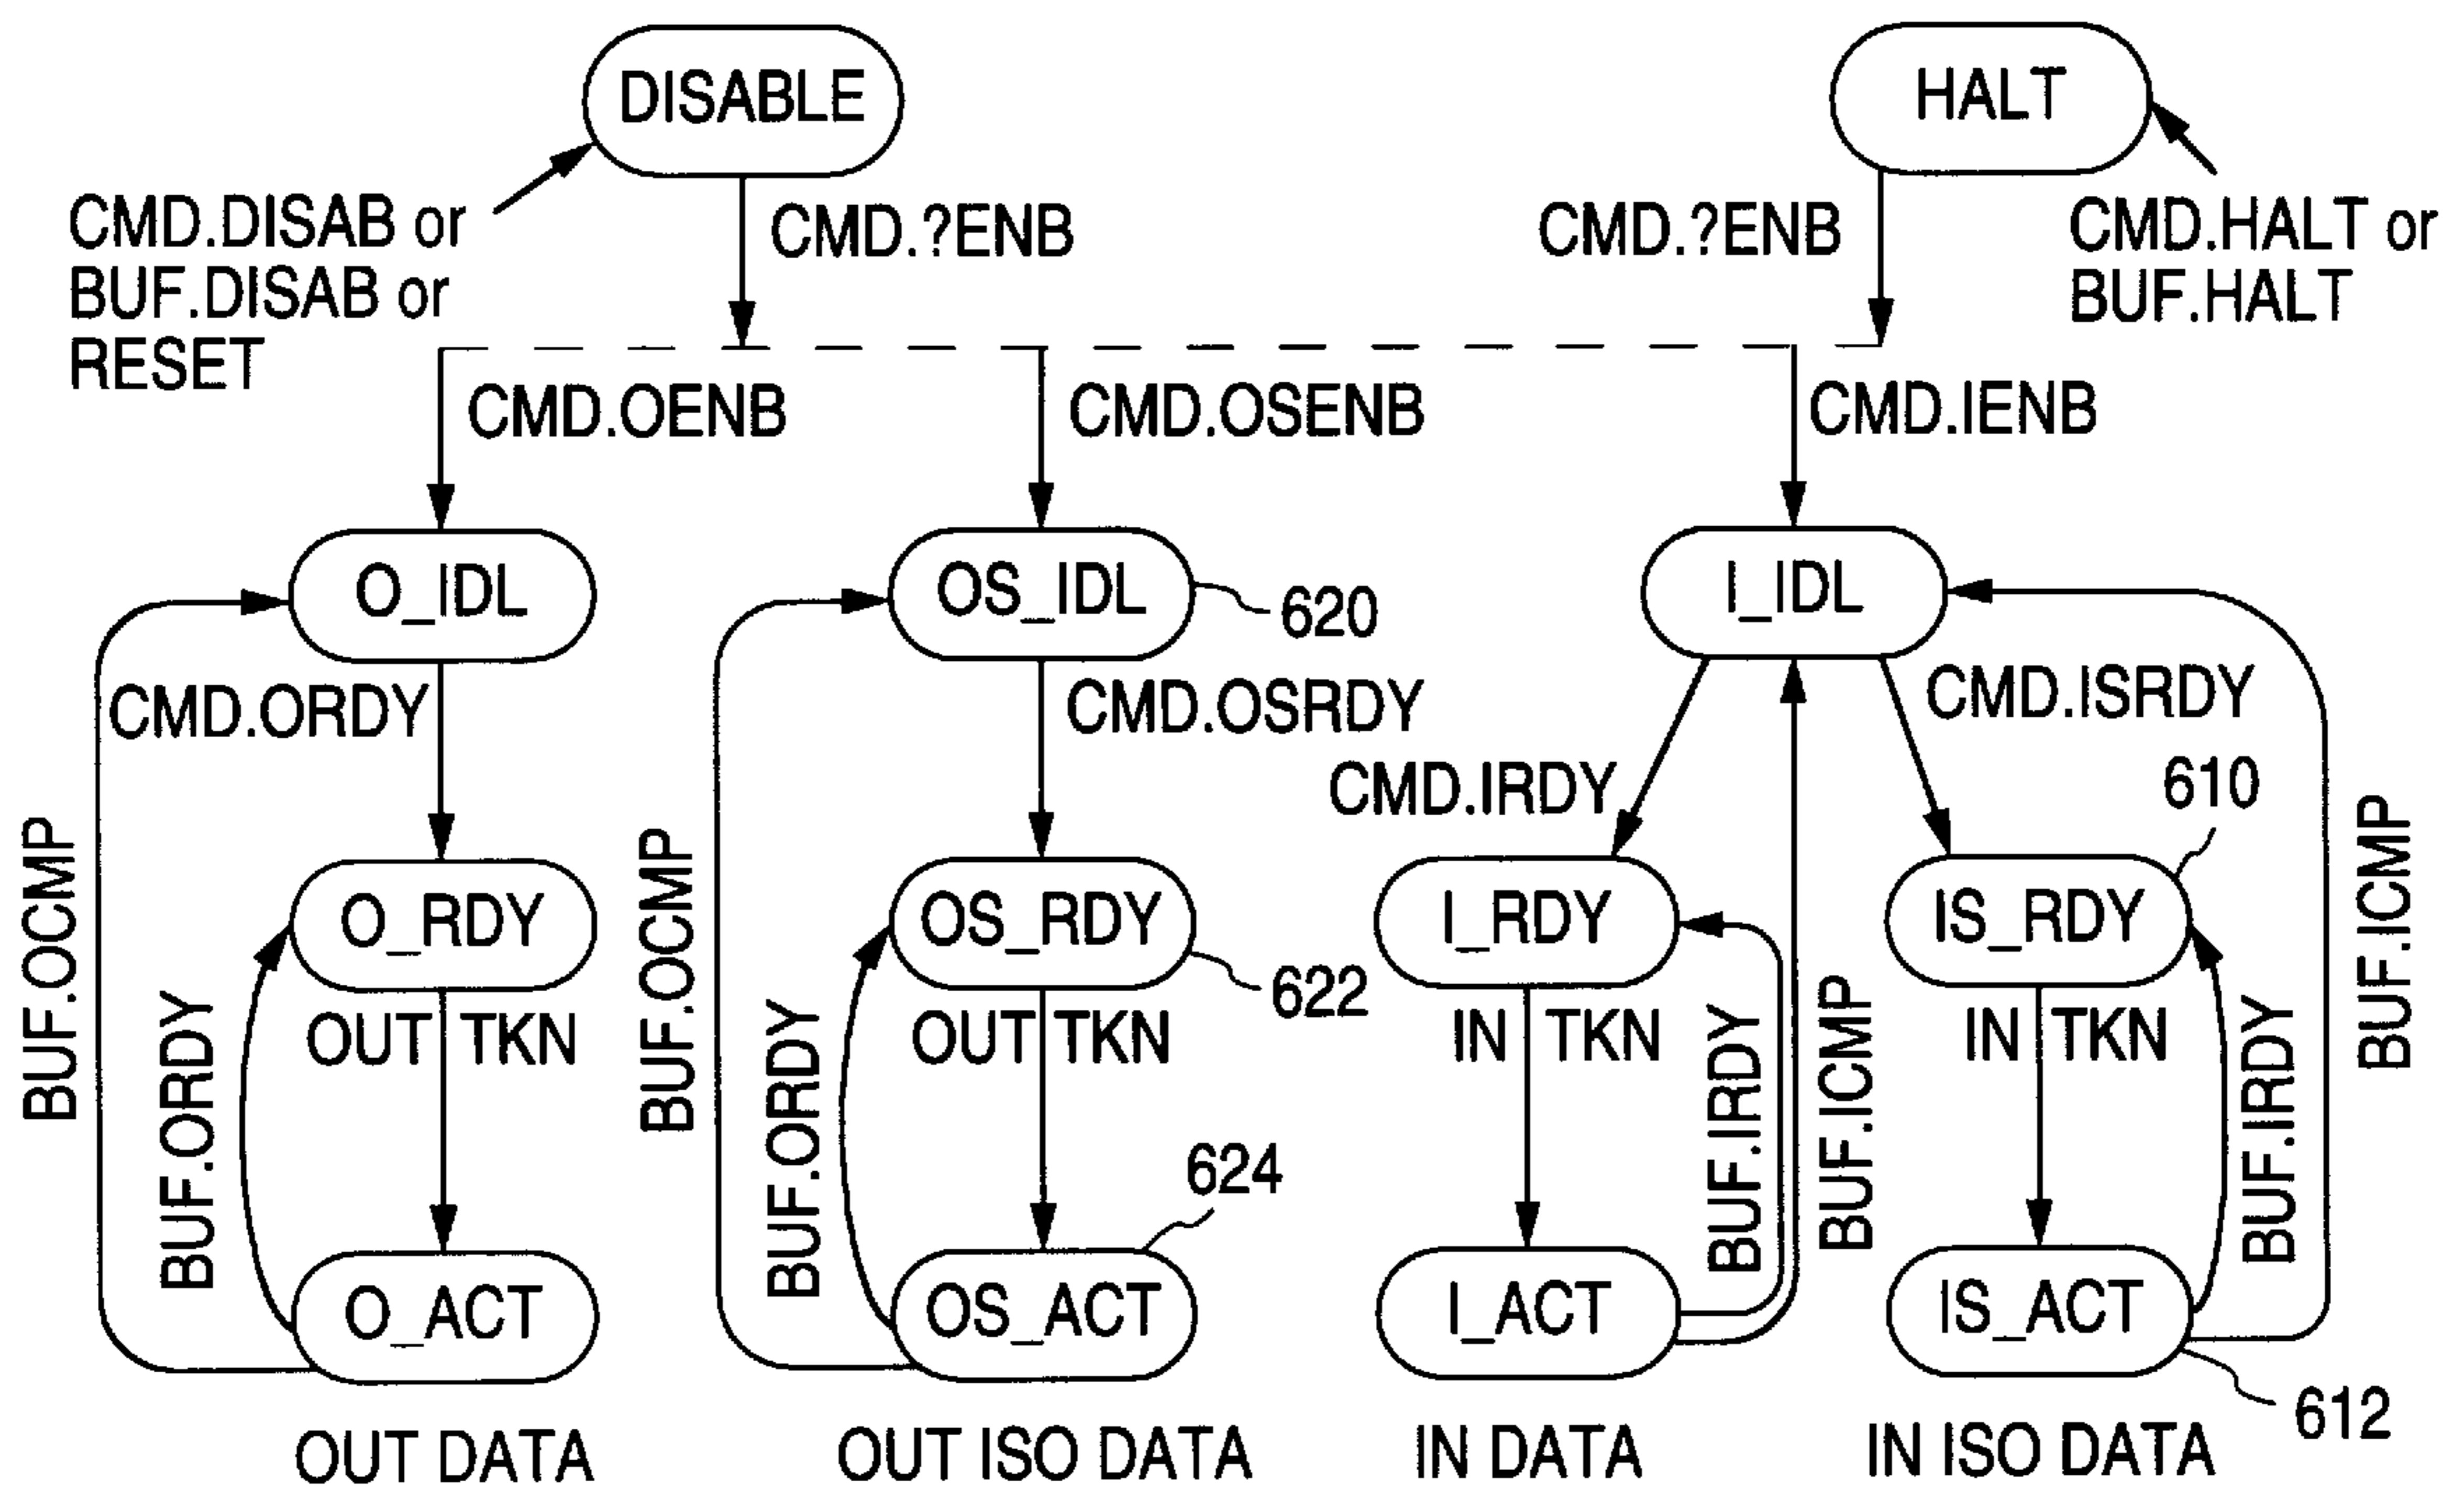 DISABLE
HALT
CMD.DISAB or
BUF.DISAB or
RESET
CMD.?ENB
CMD.?ENB
CMD.HALT or
BUF.HALT
CMD.OENB
CMD.OSENB
CMD.IENB
O_IDL
OS_IDL
620
I_IDL
CMD.ORDY
CMD.OSRDY
CMD.IRDY
CMD.ISRDY
610
BUF.OCMP
O_RDY
BUF.OCMP
OS_RDY
622
I_RDY
IS_RDY
BUF.ICMP
BUF.ORDY
OUT TKN
BUF.ORDY
OUT TKN
IN TKN
BUF.IRDY
BUF.ICMP
IN TKN
BUF.IRDY
624
O_ACT
OS_ACT
I_ACT
IS_ACT
612
OUT DATA
OUT ISO DATA
IN DATA
IN ISO DATA